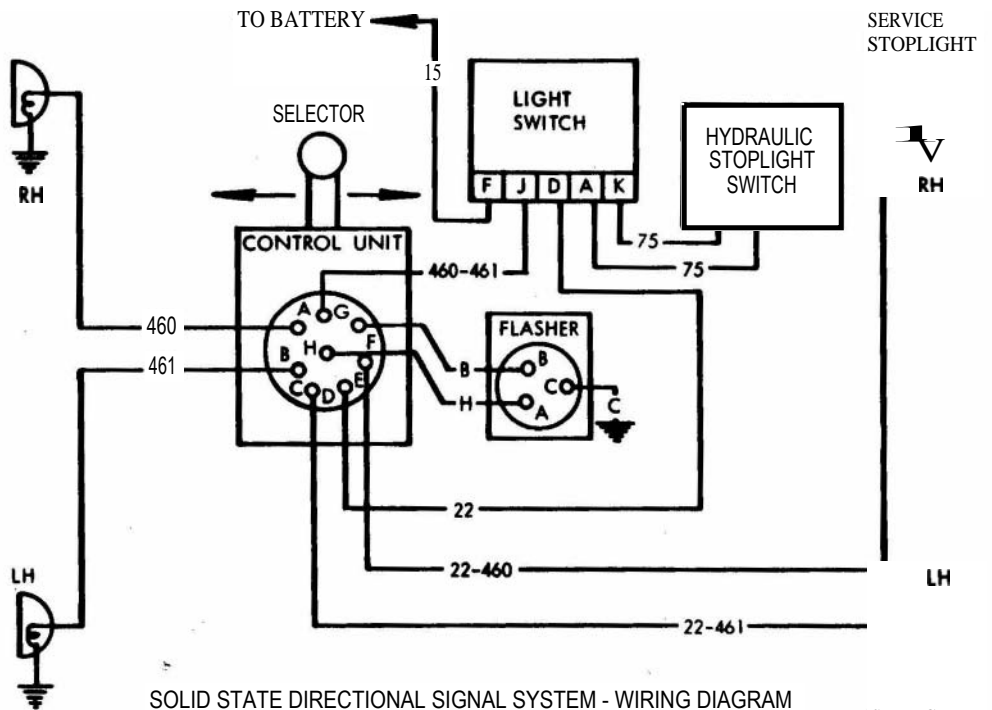 TO BATTERY
SERVICE
STOPLIGHT
15
LIGHT
SWITCH
SELECTOR
HYDRAULIC
STOPLIGHT
SWITCH
F J D A K
RH
RH
CONTROL UNIT
75
460-461
75
A G
460
FLASHER
F
B H
B
B
461
C
E
C D
H
A
C
22
22-460
LH
LH
22-461
SOLID STATE DIRECTIONAL SIGNAL SYSTEM - WIRING DIAGRAM